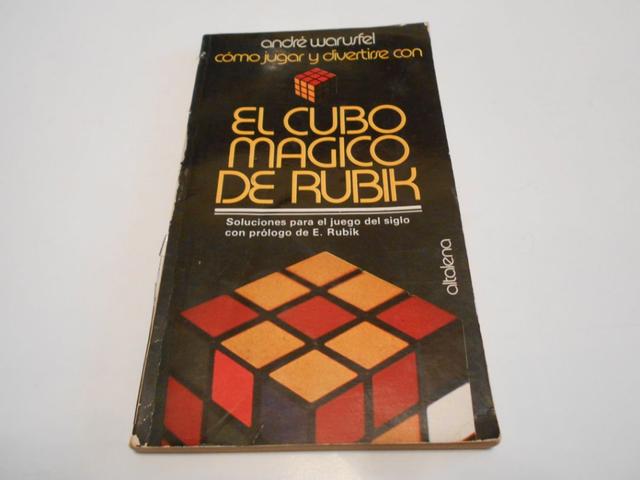 andré warusfel
cómo jugar y divertirse con
EL CUBO
MAGICO
DE RUBIK
Soluciones para el juego del siglo
con prólogo de E. Rubik
altalena